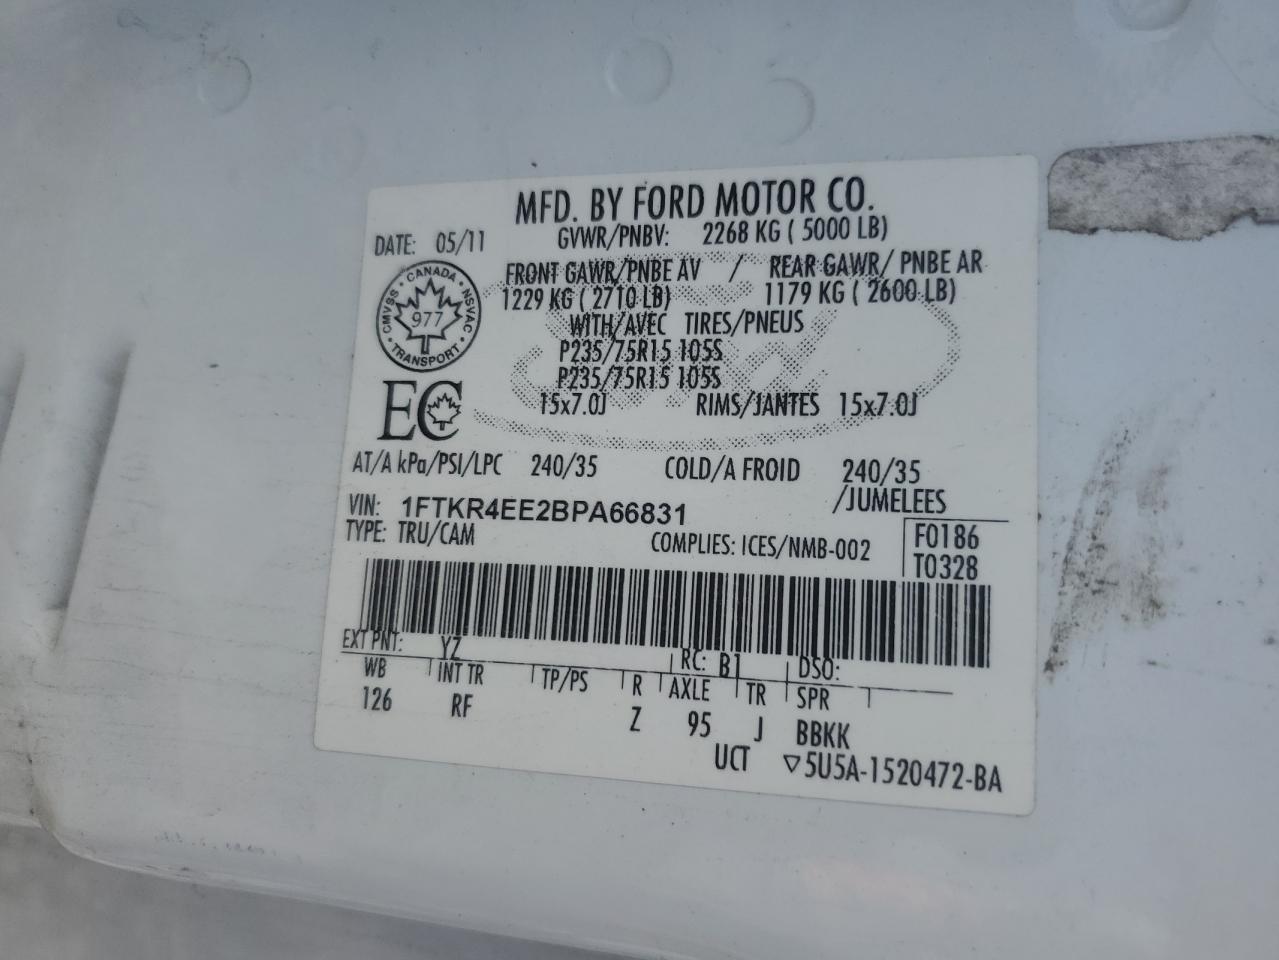 MFD. BY FORD MOTOR CO.
DATE: 05/11 GVWR/PNBV: 2268 KG ( 5000 LB)
FRONT GAWR/PNBE AV / REAR GAWR/ PNBE AR
1229 KG ( 2710 LB) 1179 KG ( 2600 LB)
CMVSS • CANADA • NSVAC • TRANSPORT •
977
WITH/AVEC TIRES/PNEUS
P235/75R15 105S
P235/75R15 105S
EC
15x7.0J RIMS/JANTES 15x7.0J
AT/A kPa/PSI/LPC 240/35 COLD/A FROID 240/35
/JUMELEES
VIN: 1FTKR4EE2BPA66831
TYPE: TRU/CAM COMPLIES: ICES/NMB-002
F0186
T0328
EXT PNT: YZ RC: B1 DSO:
WB INT TR TP/PS R AXLE TR SPR
126 RF Z 95 J BBKK
UCT ▽5U5A-1520472-BA